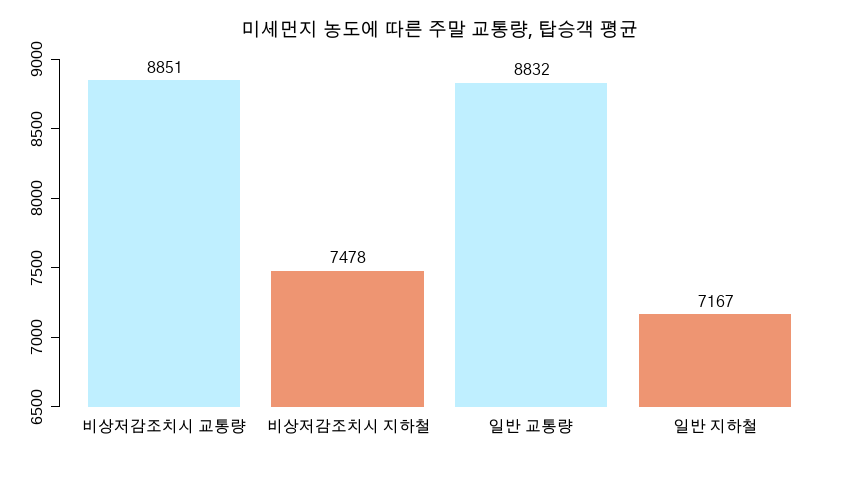 미세먼지 농도에 따른 주말 교통량, 탑승객 평균
9000
8500
8000
7500
7000
6500
8851
7478
8832
7167
비상저감조치시 교통량
비상저감조치시 지하철
일반 교통량
일반 지하철